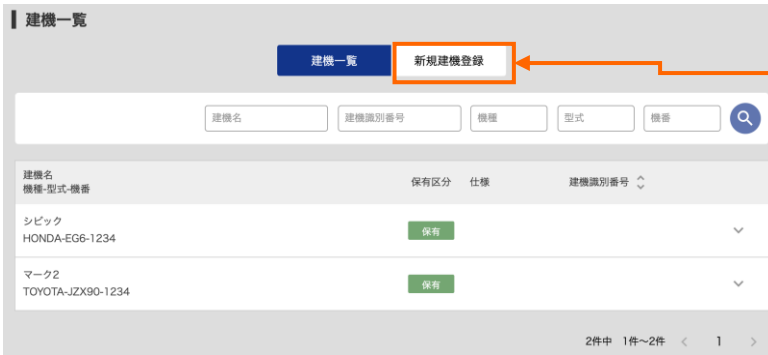 建機一覧
建機一覧 新規建機登録
建機名 建機識別番号 機種 型式 機番
建機名
機種-型式-機番
保有区分 仕様 建機識別番号
シビック
HONDA-EG6-1234
保有
マーク2
TOYOTA-JZX90-1234
保有
2件中 1件～2件 < 1 >